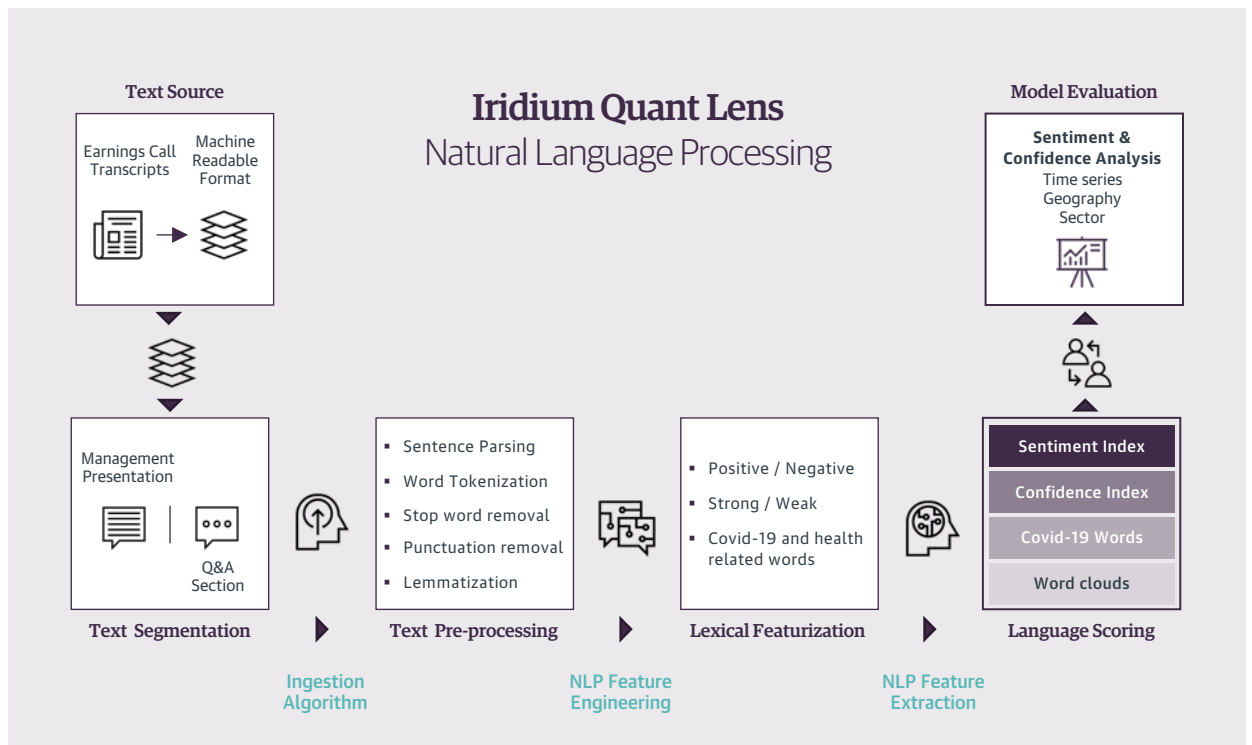 Iridium Quant Lens
Natural Language Processing
Text Source
Earnings Call
Transcripts
Machine
Readable
Format
Management
Presentation
Q&A
Section
Text Segmentation
Ingestion
Algorithm
Sentence Parsing
Word Tokenization
Stop word removal
Punctuation removal
Lemmatization
Text Pre-processing
NLP Feature
Engineering
Positive / Negative
Strong / Weak
Covid-19 and health
related words
Lexical Featurization
NLP Feature
Extraction
Sentiment Index
Confidence Index
Covid-19 Words
Word clouds
Language Scoring
Model Evaluation
Sentiment &
Confidence Analysis
Time series
Geography
Sector